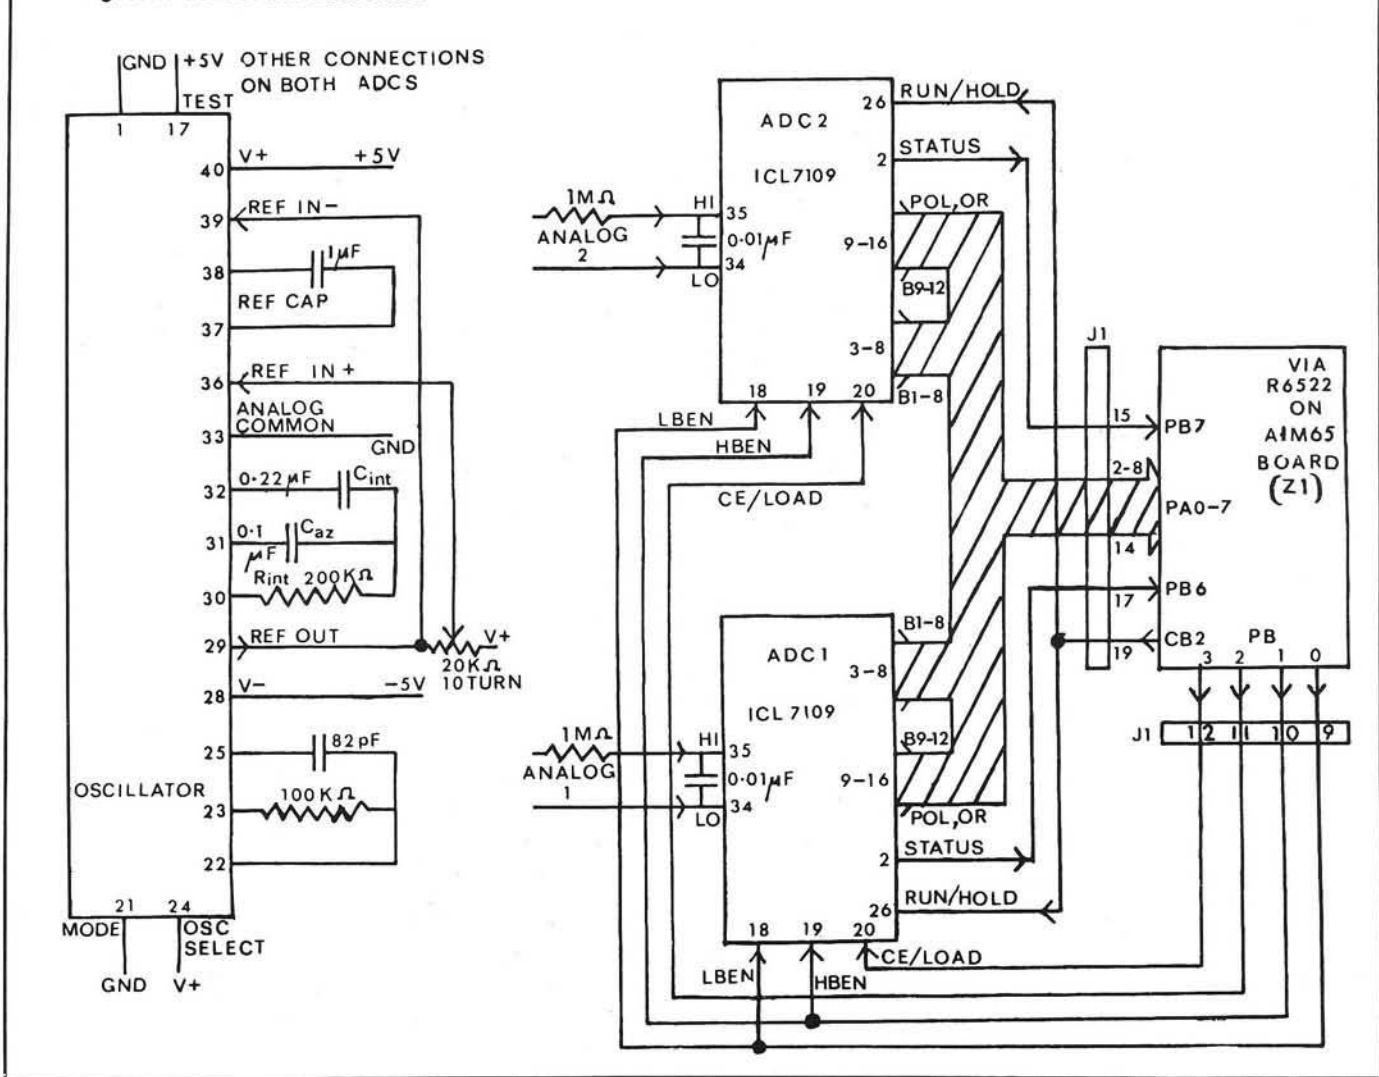 GND +5V OTHER CONNECTIONS
ON BOTH ADCS
TEST
1 17
40 V+ +5V
39 REF IN-
38 1µF
REF CAP
37
36 REF IN +
ANALOG
COMMON
33 GND
32 0.22µF Cint
31 0.1 µF Caz
Rint 200KΩ
30
29 REF OUT V+
20KΩ
10TURN
28 V- -5V
25 82pF
OSCILLATOR
23 100KΩ
22
21 24
MODE OSC
SELECT
GND V+
ADC2
ICL7109
26 RUN/HOLD
2 STATUS
1MΩ HI 35
ANALOG
2
0.01µF
34
LO
POL,OR
9-16
B9-12
3-8
B1-8
18 19 20
LBEN
HBEN
CE/LOAD
J1
VIA
R6522
ON
AIM65
BOARD
(Z1)
15 PB7
2-8
PA0-7
14
17 PB6
19 CB2
PB
3 2 1 0
J1 12 11 10 9
ADC1
ICL7109
B1-8
3-8
B9-12
9-16
POL,OR
1MΩ HI 35
ANALOG
1
0.01µF
34
LO
2 STATUS
26 RUN/HOLD
18 19 20
LBEN HBEN CE/LOAD